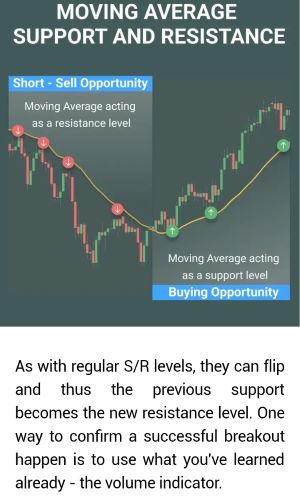 MOVING AVERAGE
SUPPORT AND RESISTANCE
Short - Sell Opportunity
Moving Average acting
as a resistance level
Moving Average acting
as a support level
Buying Opportunity
As with regular S/R levels, they can flip
and thus the previous support
becomes the new resistance level. One
way to confirm a successful breakout
happen is to use what you've learned
already - the volume indicator.